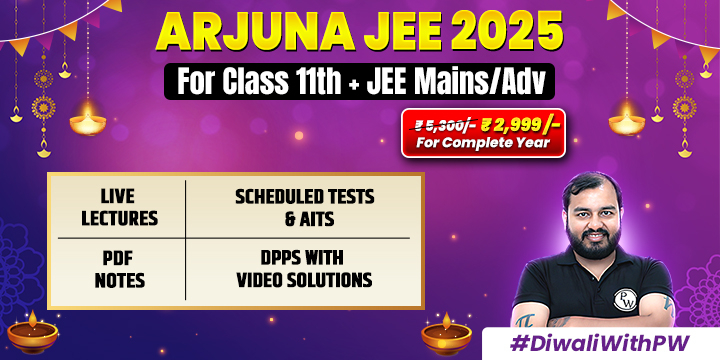 ARJUNA JEE 2025
For Class 11th + JEE Mains/Adv
₹ 5,300/- ₹ 2,999/-
For Complete Year
LIVE
LECTURES
SCHEDULED TESTS
& AITS
PDF
NOTES
DPPS WITH
VIDEO SOLUTIONS
PW
#DiwaliWithPW